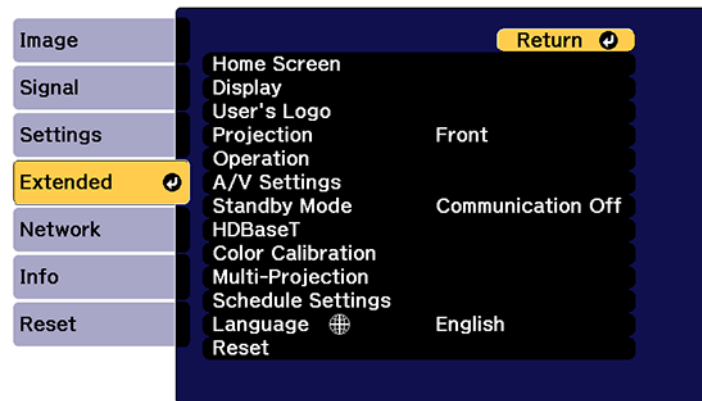 Image
Signal
Settings
Extended
Network
Info
Reset
Return
Home Screen
Display
User's Logo
Projection Front
Operation
A/V Settings
Standby Mode Communication Off
HDBaseT
Color Calibration
Multi-Projection
Schedule Settings
Language English
Reset